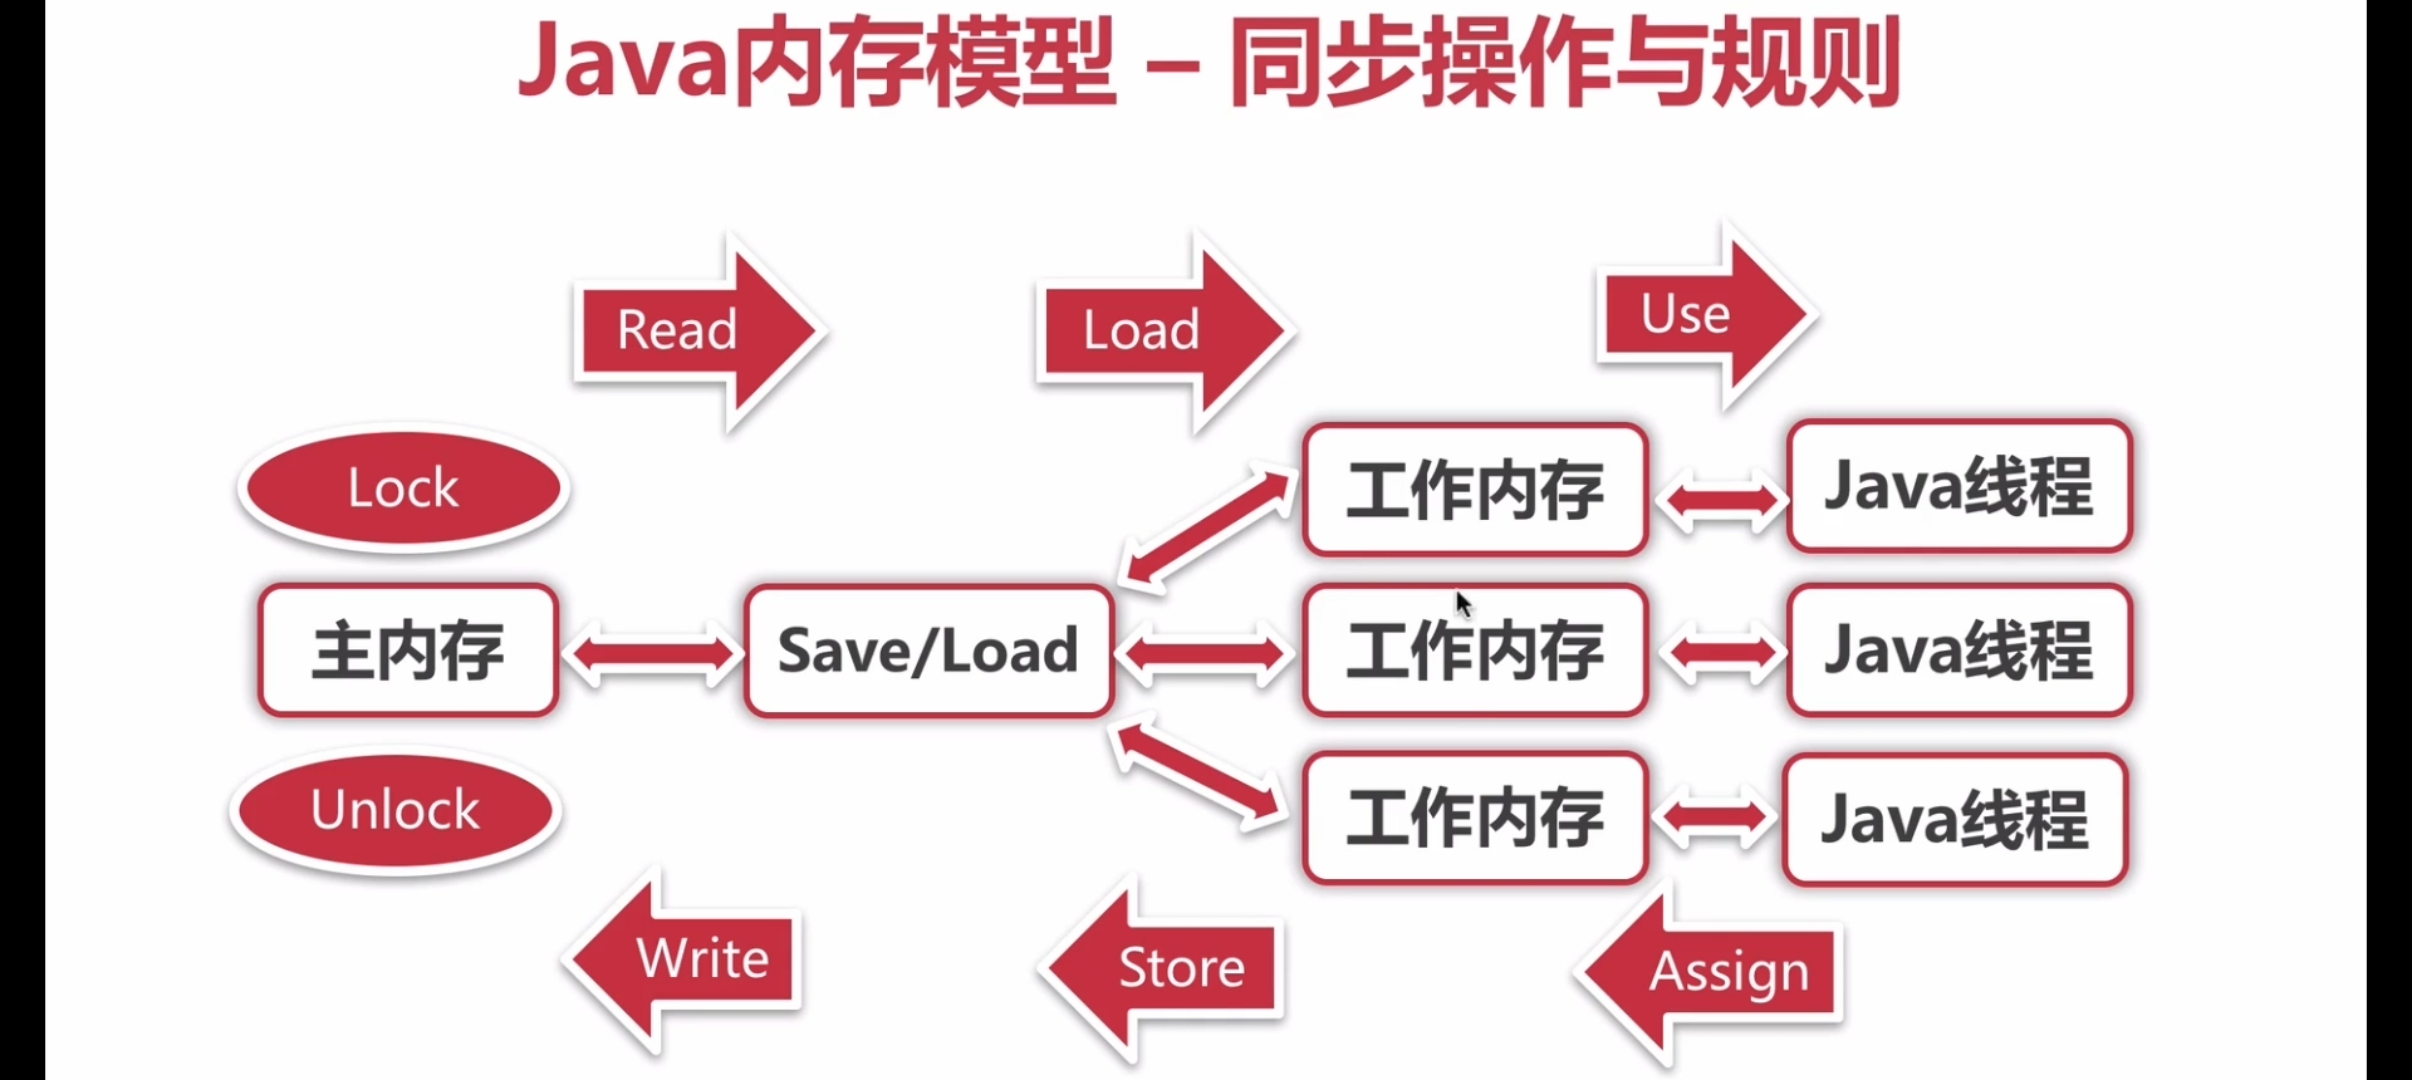 Java内存模型 – 同步操作与规则
Read
Load
Use
Lock
工作内存
Java线程
主内存
Save/Load
工作内存
Java线程
Unlock
工作内存
Java线程
Write
Store
Assign